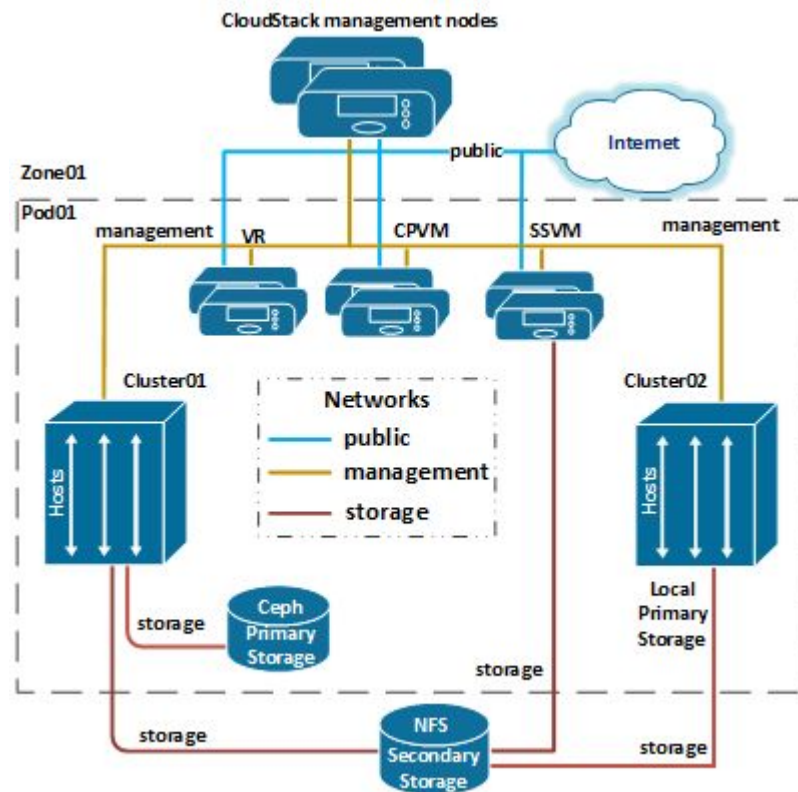 CloudStack management nodes
public
Internet
Zone01
Pod01
management
VR
CPVM
SSVM
management
Cluster01
Cluster02
Networks
public
management
storage
Hosts
Hosts
Ceph
Primary
Storage
storage
Local
Primary
Storage
storage
storage
NFS
Secondary
Storage
storage